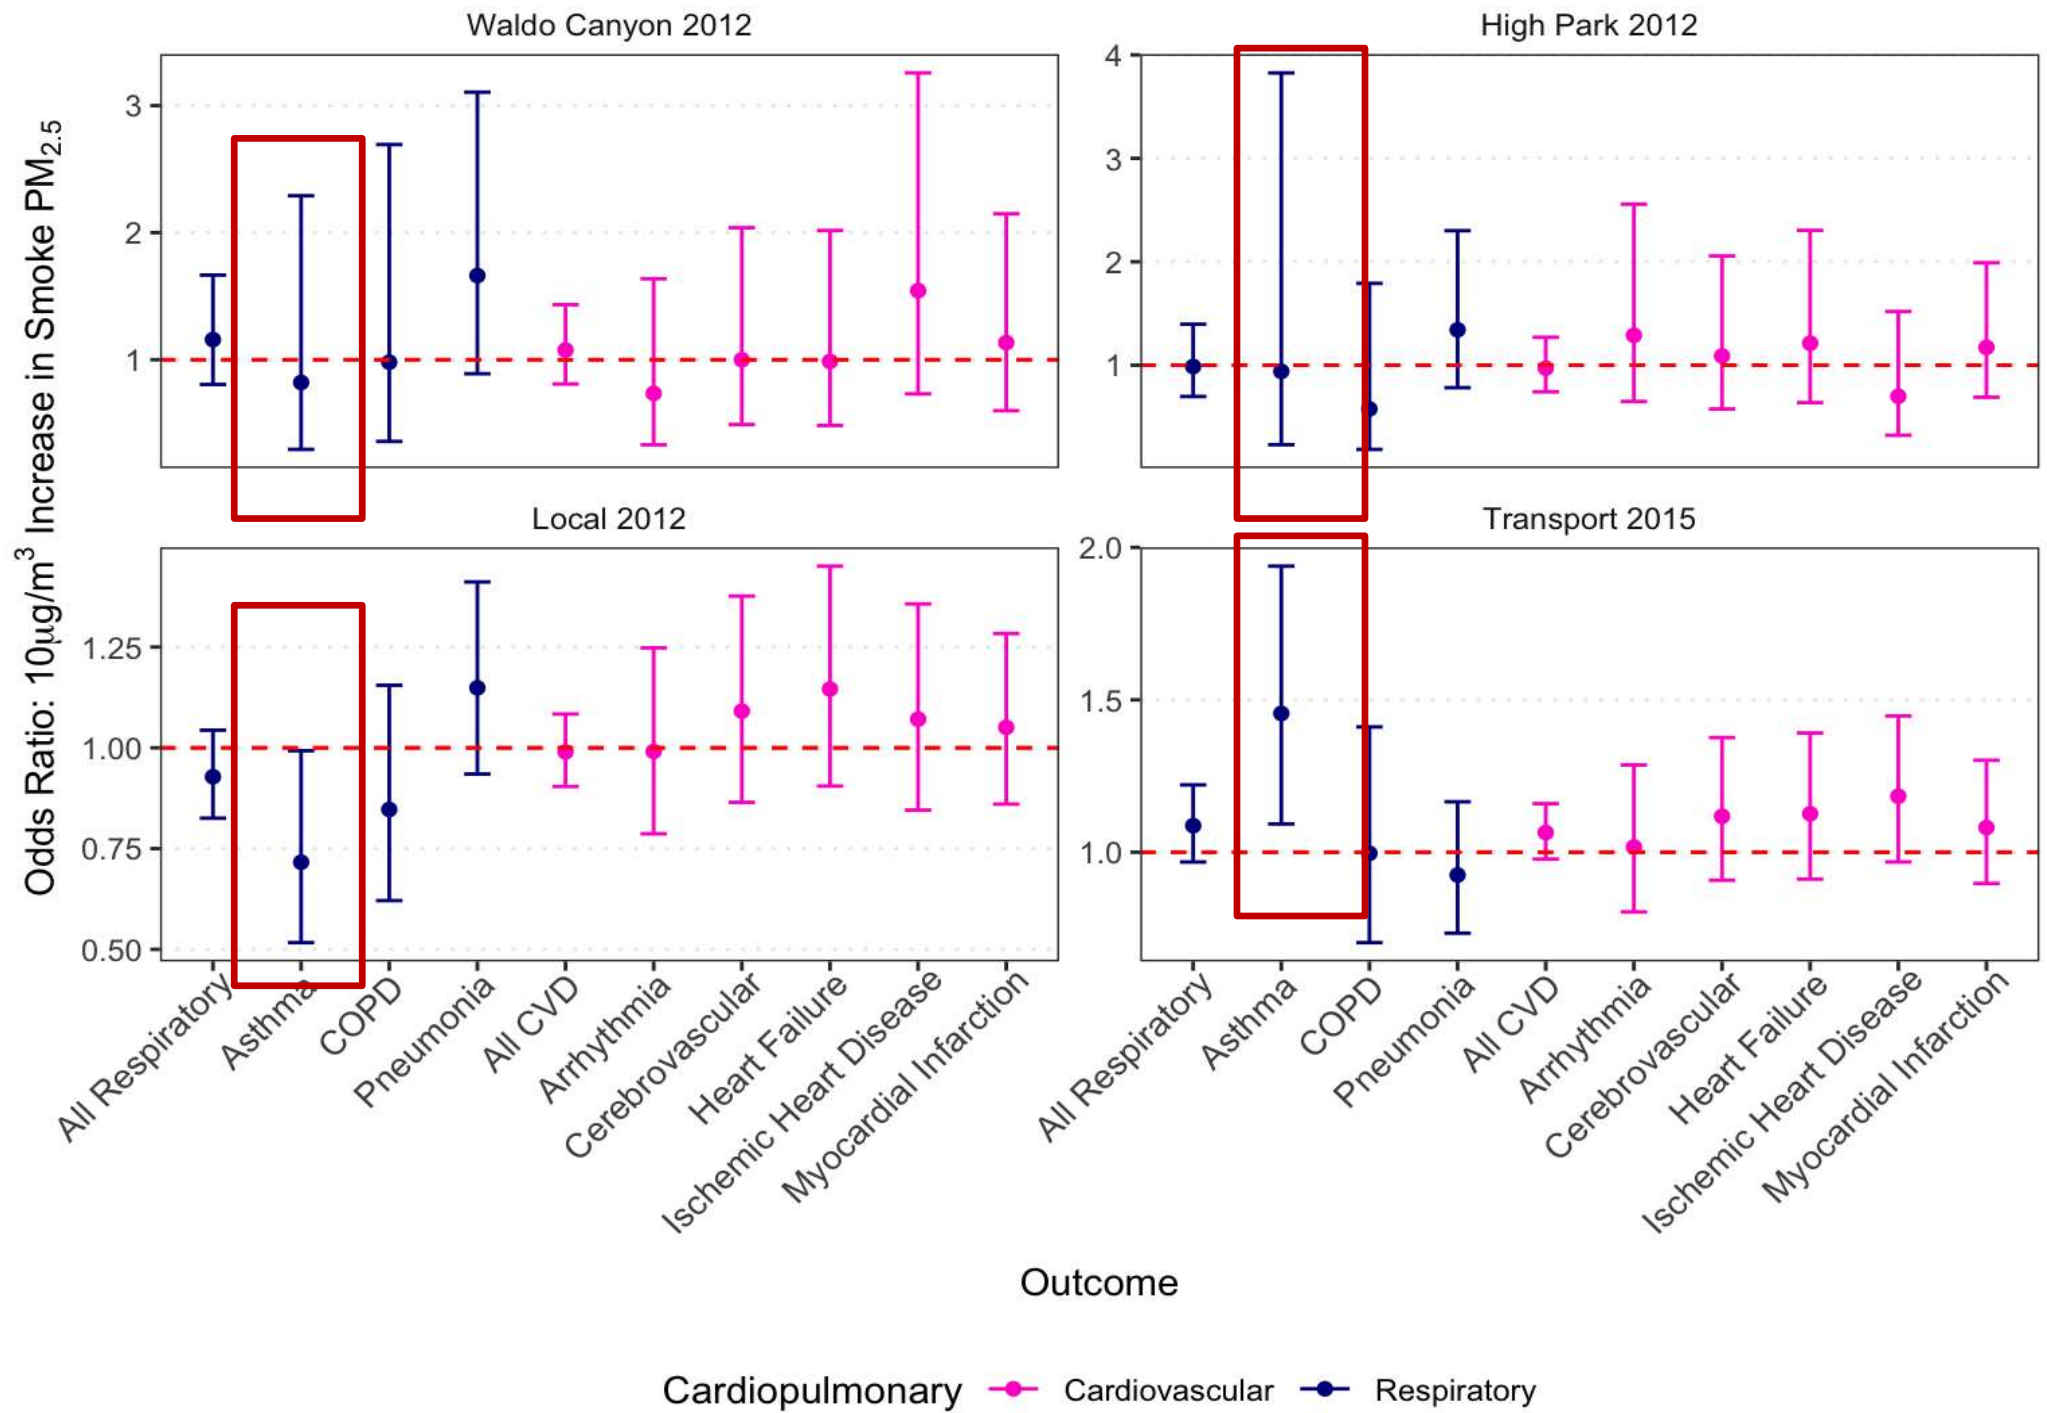 Waldo Canyon 2012
High Park 2012
3
2
1
4
3
2
1
Odds Ratio: 10µg/m³ Increase in Smoke PM₂.₅
Local 2012
Transport 2015
1.25
1.00
0.75
0.50
2.0
1.5
1.0
All Respiratory
Asthma
COPD
Pneumonia
All CVD
Arrhythmia
Cerebrovascular
Heart Failure
Ischemic Heart Disease
Myocardial Infarction
All Respiratory
Asthma
COPD
Pneumonia
All CVD
Arrhythmia
Cerebrovascular
Heart Failure
Ischemic Heart Disease
Myocardial Infarction
Outcome
Cardiopulmonary Cardiovascular Respiratory